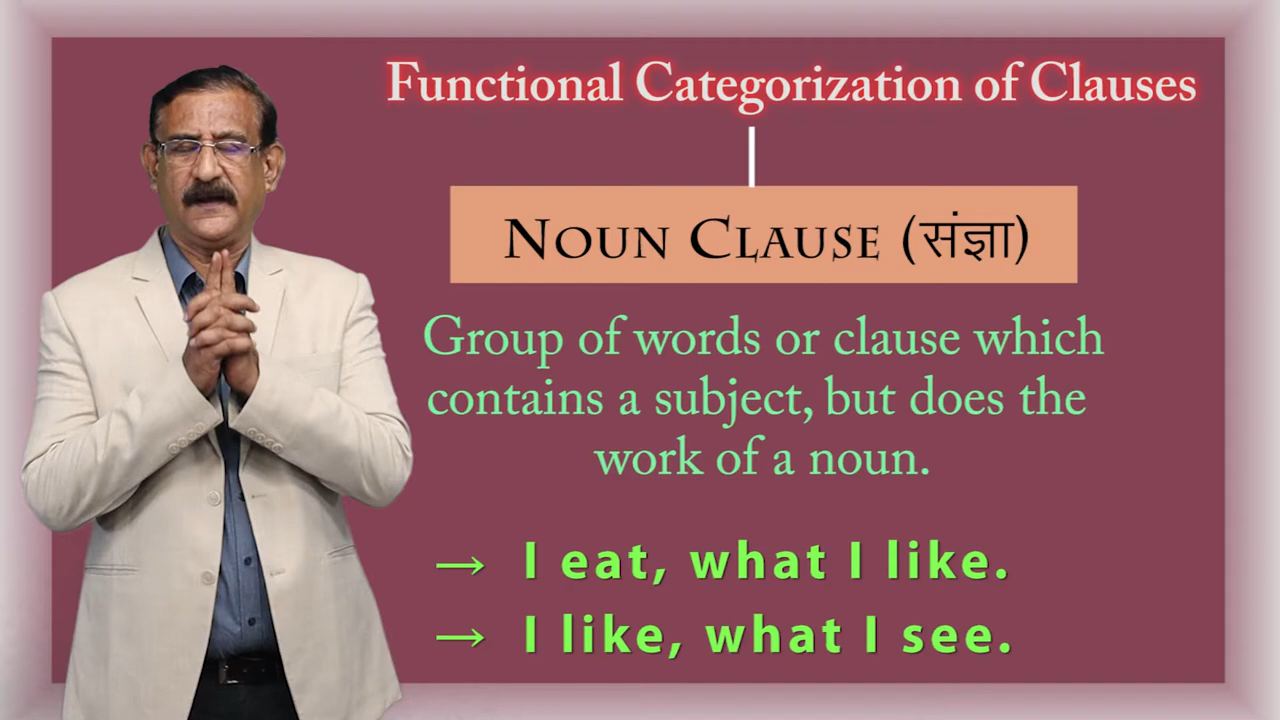 Functional Categorization of Clauses
Noun Clause (संज्ञा)
Group of words or clause which
contains a subject, but does the
work of a noun.
→ I eat, what I like.
→ I like, what I see.